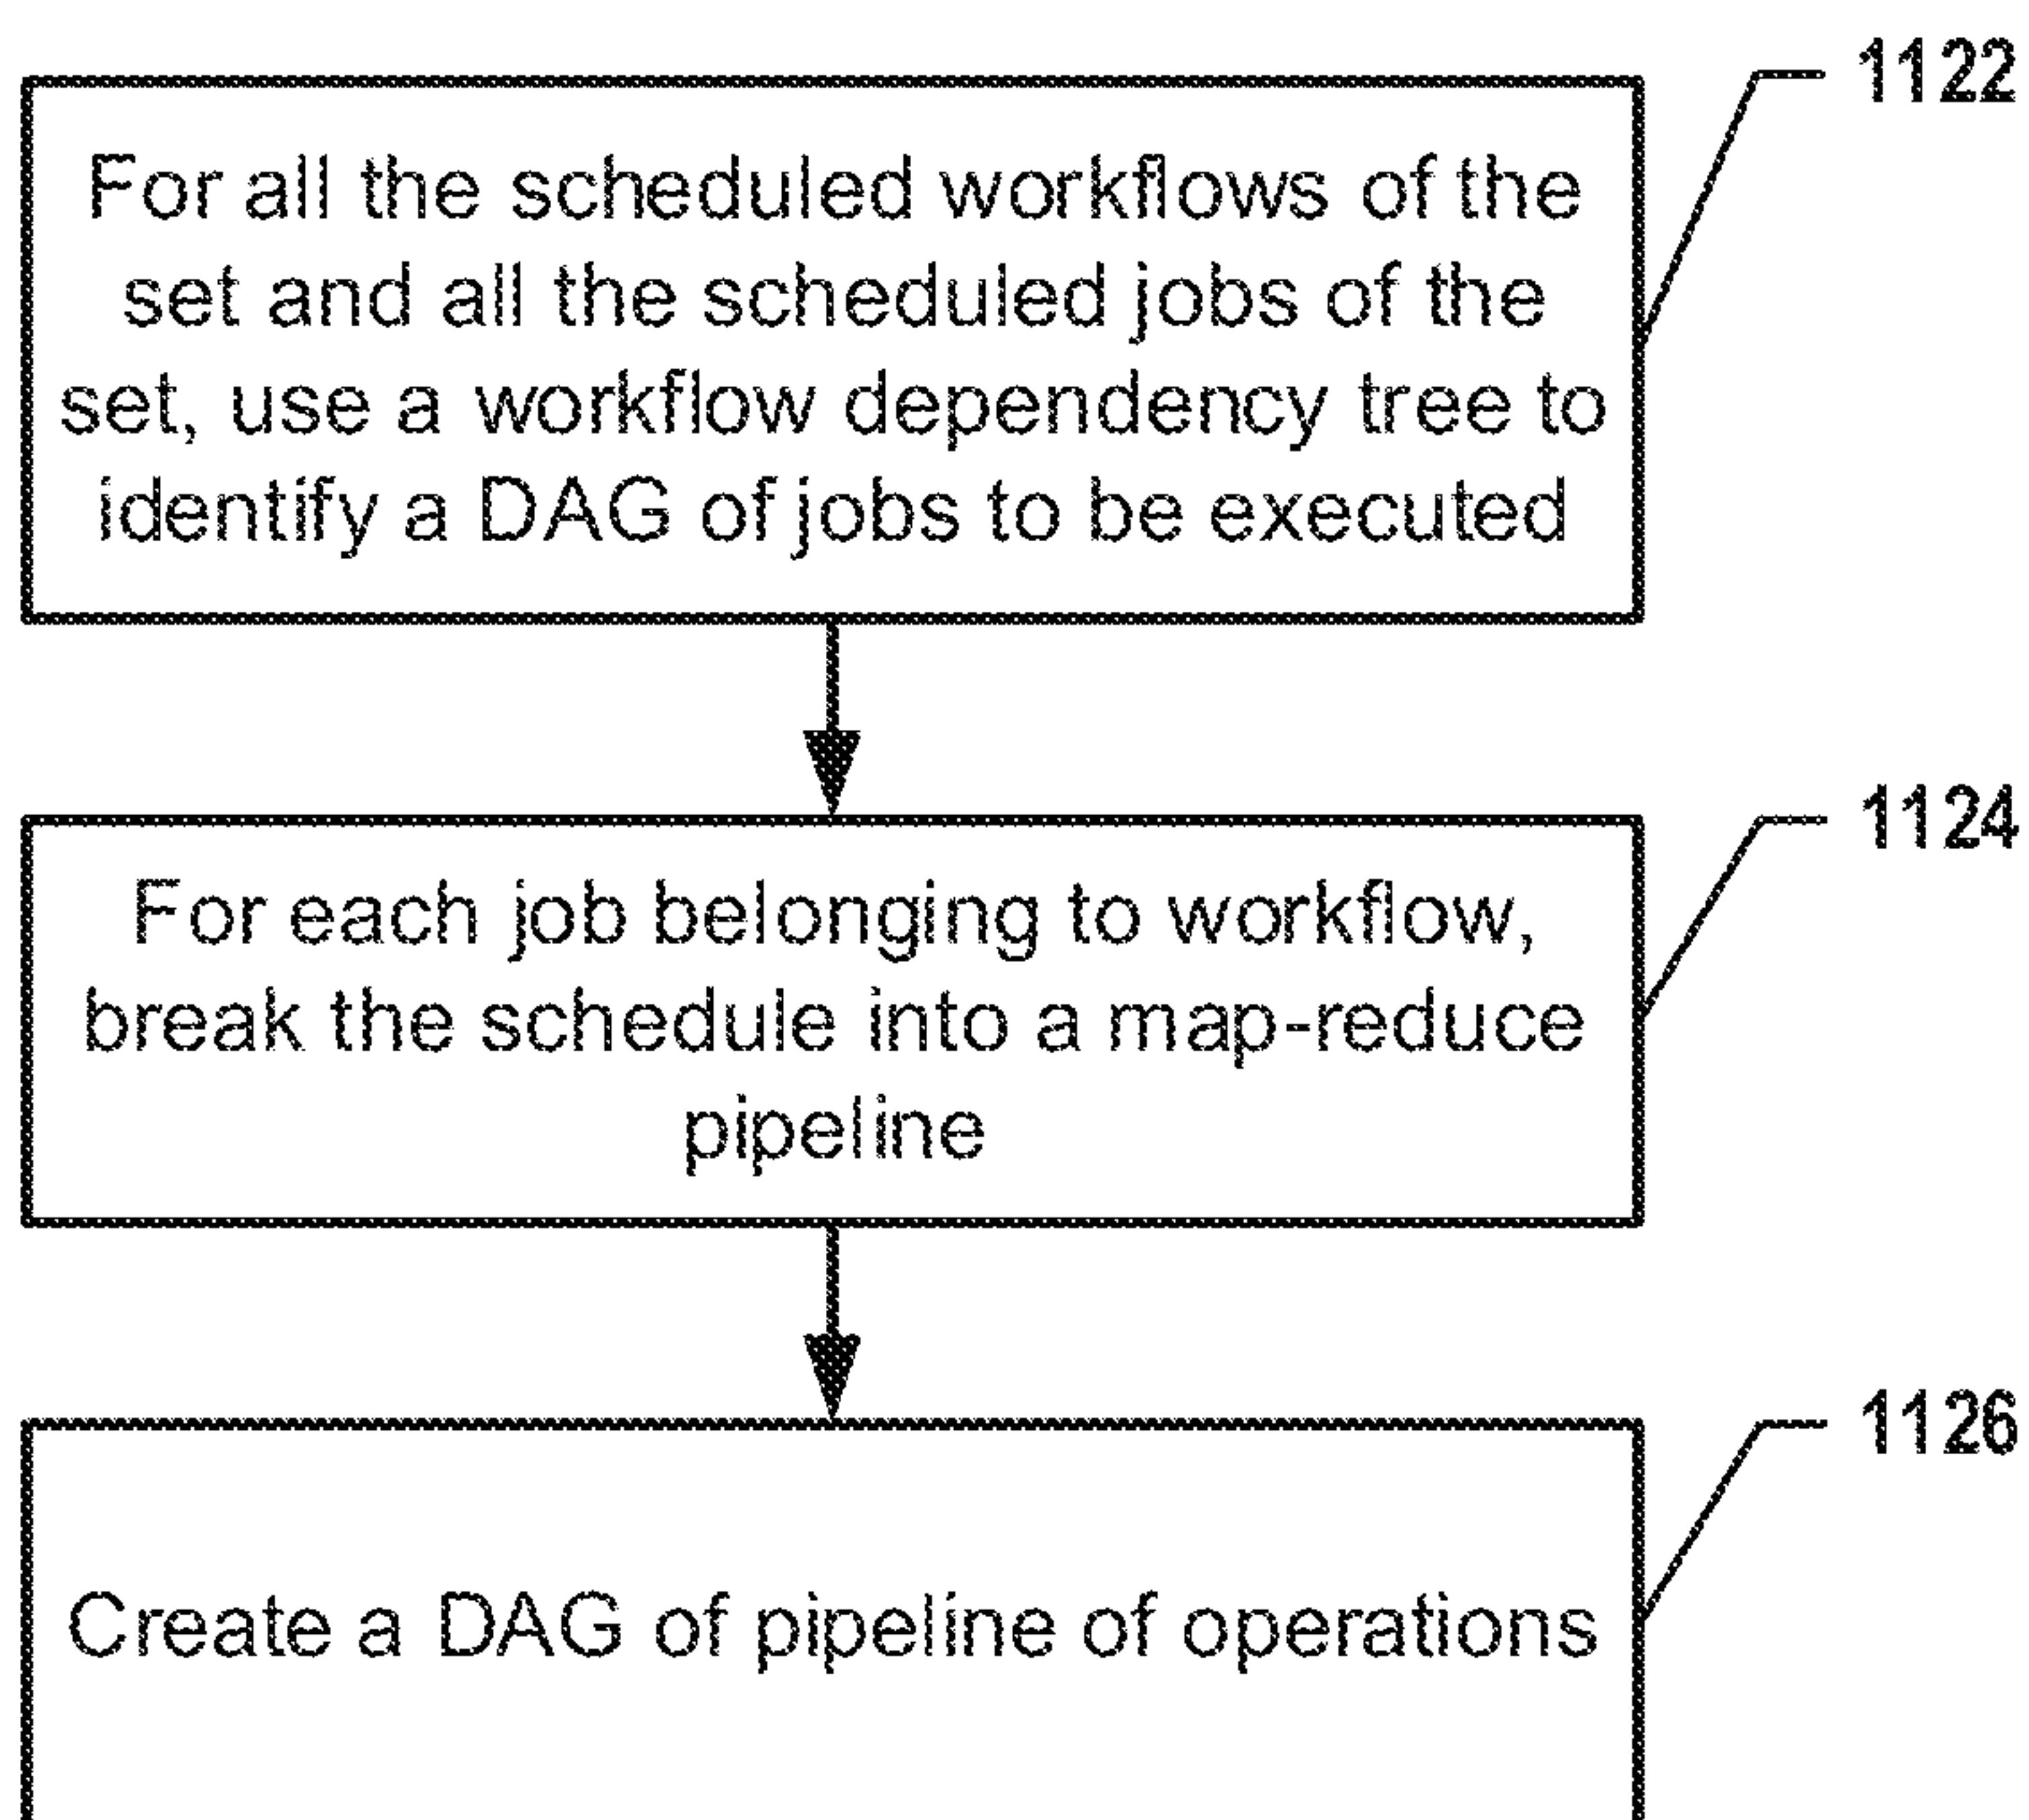 1122
For all the scheduled workflows of the
set and all the scheduled jobs of the
set, use a workflow dependency tree to
identify a DAG of jobs to be executed
1124
For each job belonging to workflow,
break the schedule into a map-reduce
pipeline
1126
Create a DAG of pipeline of operations